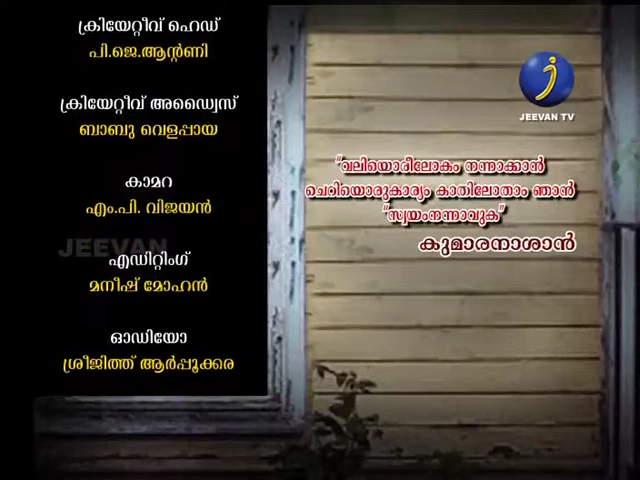 ക്രിയേറ്റീവ് ഹെഡ്
പി.ജെ.ആന്റണി
ക്രിയേറ്റീവ് അഡ്വൈസ്
ബാബു വെളപ്പായ
കാമറ
എം.പി. വിജയൻ
എഡിറ്റിംഗ്
മനീഷ് മോഹൻ
ഓഡിയോ
ശ്രീജിത്ത് ആർപ്പൂക്കര
JEEVAN
JEEVAN TV
"വലിയൊരീലോകം നന്നാക്കാൻ
ചെറിയൊരുകാര്യം കാതിലോതാം ഞാൻ
"സ്വയംനന്നാവുക"
കുമാരനാശാൻ